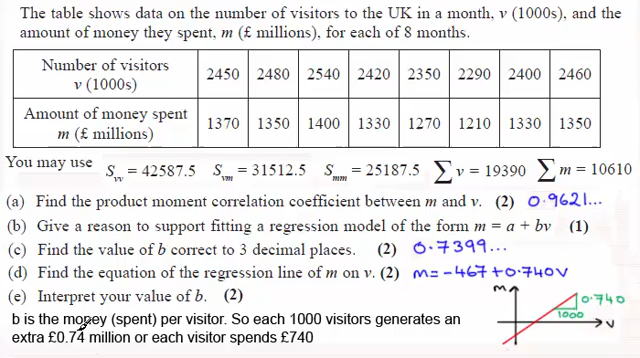 The table shows data on the number of visitors to the UK in a month, v (1000s), and the
amount of money they spent, m (£ millions), for each of 8 months.
Number of visitors v (1000s) 2450 2480 2540 2420 2350 2290 2400 2460
Amount of money spent m (£ millions) 1370 1350 1400 1330 1270 1210 1330 1350
You may use Svv = 42587.5 Svm = 31512.5 Smm = 25187.5 ∑v = 19390 ∑m = 10610
(a) Find the product moment correlation coefficient between m and v. (2) 0.9621...
(b) Give a reason to support fitting a regression model of the form m = a + bv (1)
(c) Find the value of b correct to 3 decimal places. (2) 0.7399...
(d) Find the equation of the regression line of m on v. (2) m=-467+0.740v
(e) Interpret your value of b. (2)
m
0.740
1000
v
b is the money (spent) per visitor. So each 1000 visitors generates an
extra £0.74 million or each visitor spends £740